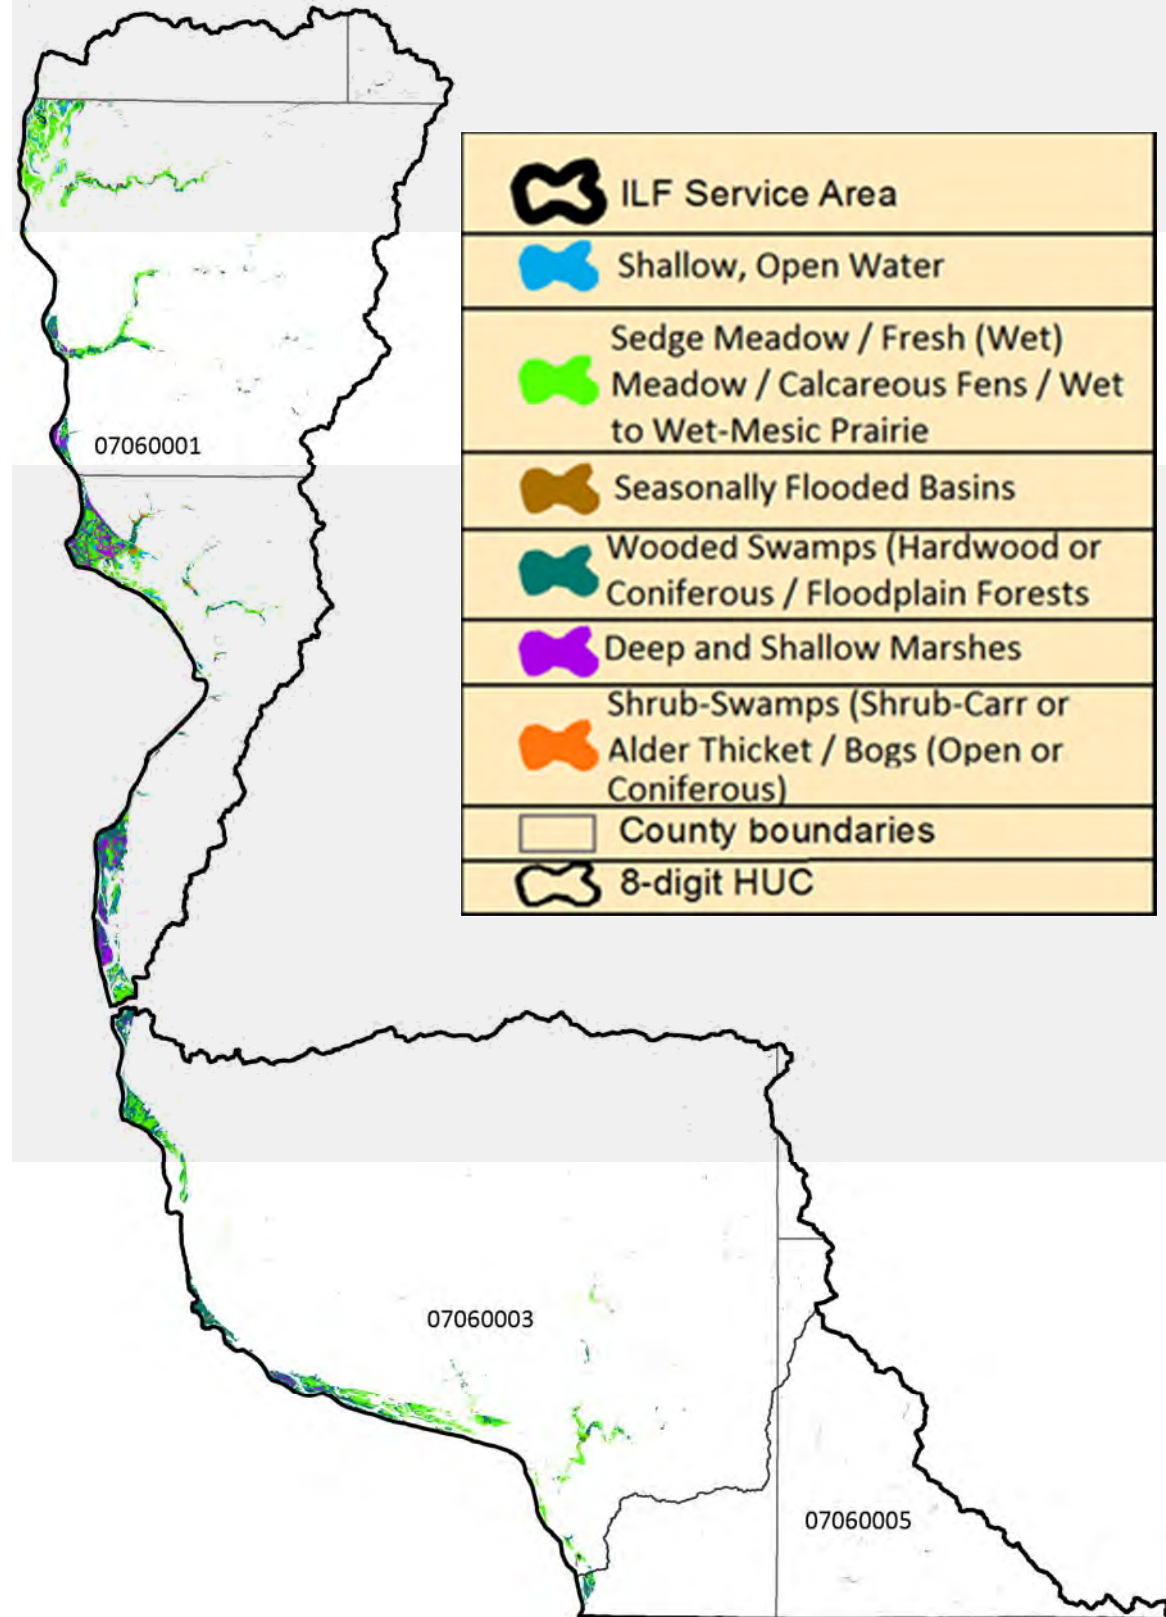 ILF Service Area
Shallow, Open Water
Sedge Meadow / Fresh (Wet)
Meadow / Calcareous Fens / Wet
to Wet-Mesic Prairie
07060001
Seasonally Flooded Basins
Wooded Swamps (Hardwood or
Coniferous / Floodplain Forests
Deep and Shallow Marshes
Shrub-Swamps (Shrub-Carr or
Alder Thicket / Bogs (Open or
Coniferous)
County boundaries
8-digit HUC
07060003
07060005